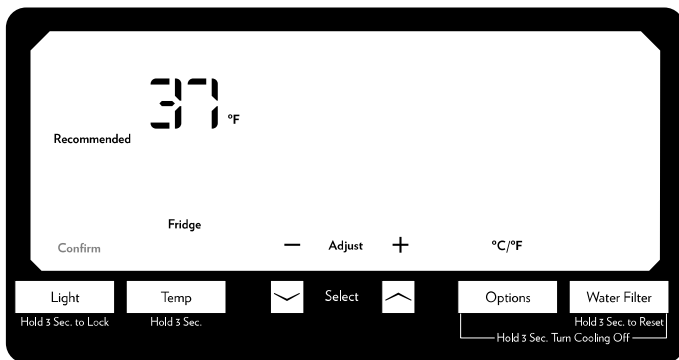 37 °F
Recommended
Fridge
Confirm
− Adjust +
°C/°F
Light
Temp
Select
Options
Water Filter
Hold 3 Sec. to Lock
Hold 3 Sec.
Hold 3 Sec. to Reset
Hold 3 Sec. Turn Cooling Off